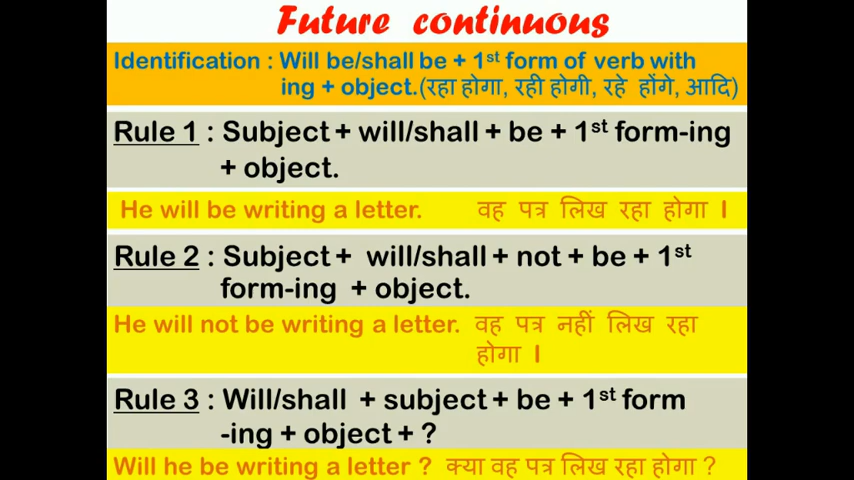 Future continuous
Identification : Will be/shall be + 1st form of verb with
ing + object.(रहा होगा, रही होगी, रहे होंगे, आदि)
Rule 1 : Subject + will/shall + be + 1st form-ing
+ object.
He will be writing a letter. वह पत्र लिख रहा होगा I
Rule 2 : Subject + will/shall + not + be + 1st
form-ing + object.
He will not be writing a letter. वह पत्र नहीं लिख रहा
होगा I
Rule 3 : Will/shall + subject + be + 1st form
-ing + object + ?
Will he be writing a letter ? क्या वह पत्र लिख रहा होगा ?